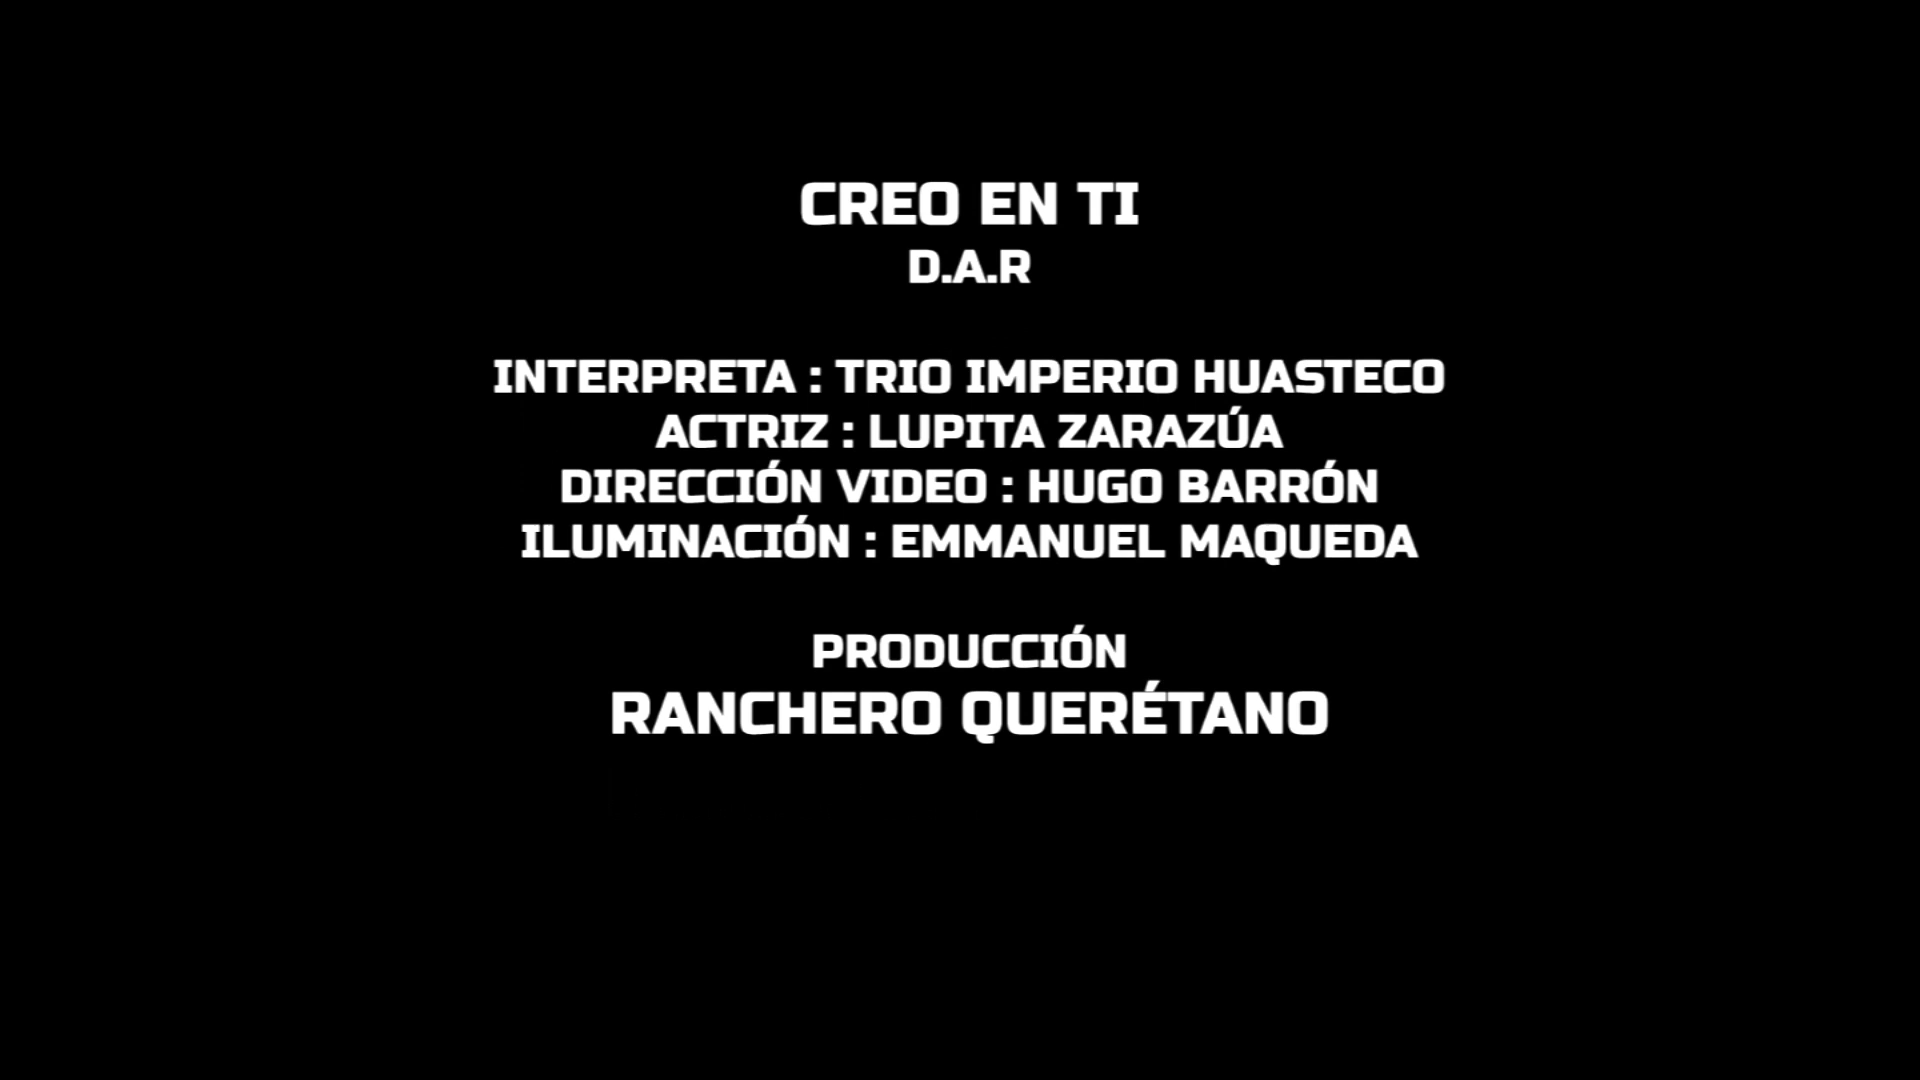 CREO EN TI
D.A.R
INTERPRETA : TRIO IMPERIO HUASTECO
ACTRIZ : LUPITA ZARAZÚA
DIRECCIÓN VIDEO : HUGO BARRÓN
ILUMINACIÓN : EMMANUEL MAQUEDA
PRODUCCIÓN
RANCHERO QUERÉTANO